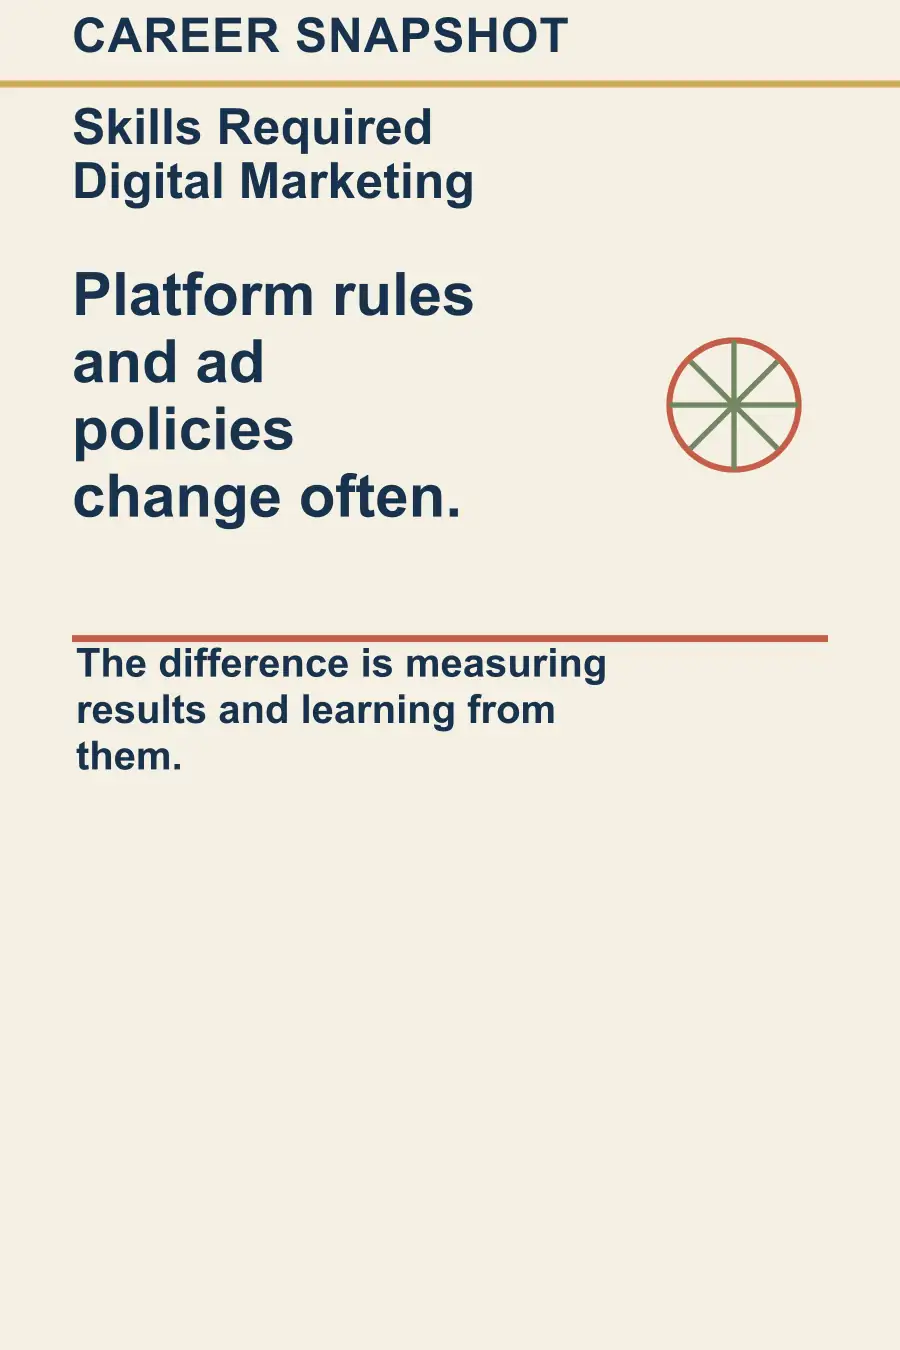 CAREER SNAPSHOT
Skills Required
Digital Marketing
Platform rules
and ad
policies
change often.
The difference is measuring
results and learning from
them.